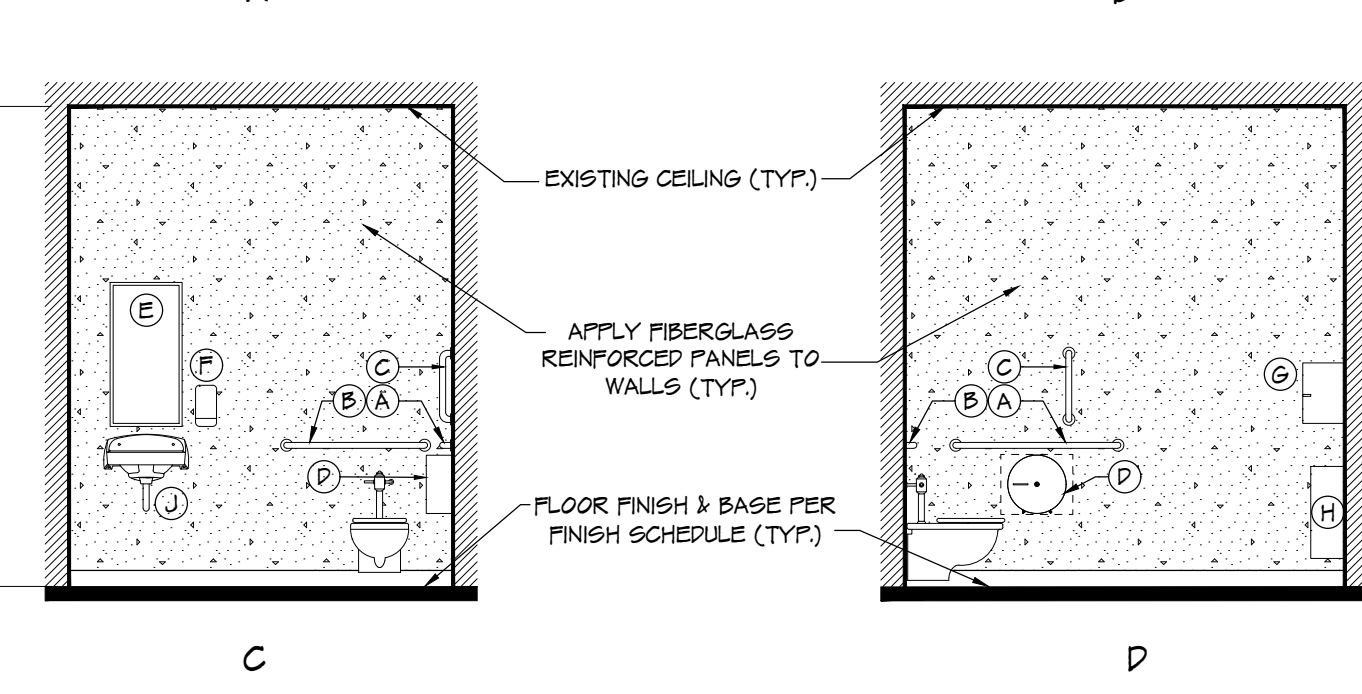 EXISTING CEILING (TYP.)
E
F
C
B A
APPLY FIBERGLASS
REINFORCED PANELS TO
WALLS (TYP.)
C
G
B A
D
J
FLOOR FINISH & BASE PER
FINISH SCHEDULE (TYP.)
D
H
C
D